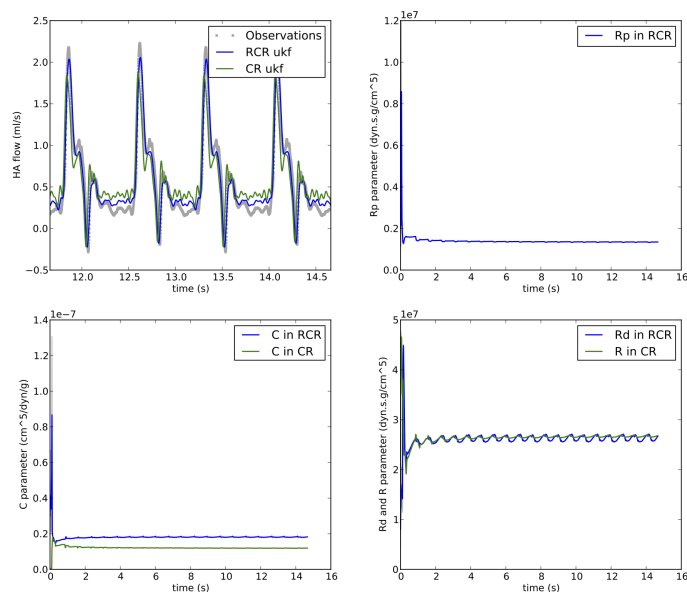 2.5
2.0
1.5
1.0
0.5
0.0
−0.5
HA flow (ml/s)
12.0 12.5 13.0 13.5 14.0 14.5
time (s)
Observations
RCR ukf
CR ukf
1e7
1.2
1.0
0.8
0.6
0.4
0.2
0.0
Rp parameter (dyn.s.g/cm^5)
0 2 4 6 8 10 12 14 16
time (s)
Rp in RCR
1e−7
1.4
1.2
1.0
0.8
0.6
0.4
0.2
0.0
C parameter (cm^5/dyn/g)
0 2 4 6 8 10 12 14 16
time (s)
C in RCR
C in CR
1e7
5
4
3
2
1
0
Rd and R parameter (dyn.s.g/cm^5)
0 2 4 6 8 10 12 14 16
time (s)
Rd in RCR
R in CR